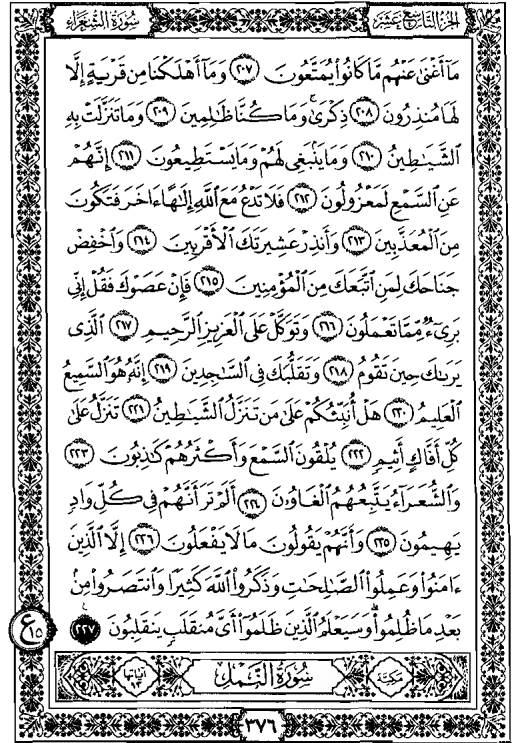 الجزء التاسع عشر سورة الشعراء
مَآ أَغْنَىٰ عَنْهُم مَّا كَانُوا۟ يُمَتَّعُونَ ٢٠٧ وَمَآ أَهْلَكْنَا مِن قَرْيَةٍ إِلَّا
لَهَا مُنذِرُونَ ٢٠٨ ذِكْرَىٰ وَمَا كُنَّا ظَـٰلِمِينَ ٢٠٩ وَمَا تَنَزَّلَتْ بِهِ
ٱلشَّيَـٰطِينُ ٢١٠ وَمَا يَنۢبَغِى لَهُمْ وَمَا يَسْتَطِيعُونَ ٢١١ إِنَّهُمْ
عَنِ ٱلسَّمْعِ لَمَعْزُولُونَ ٢١٢ فَلَا تَدْعُ مَعَ ٱللَّهِ إِلَـٰهًا ءَاخَرَ فَتَكُونَ
مِنَ ٱلْمُعَذَّبِينَ ٢١٣ وَأَنذِرْ عَشِيرَتَكَ ٱلْأَقْرَبِينَ ٢١٤ وَٱخْفِضْ
جَنَاحَكَ لِمَنِ ٱتَّبَعَكَ مِنَ ٱلْمُؤْمِنِينَ ٢١٥ فَإِنْ عَصَوْكَ فَقُلْ إِنِّى
بَرِىٓءٌ مِّمَّا تَعْمَلُونَ ٢١٦ وَتَوَكَّلْ عَلَى ٱلْعَزِيزِ ٱلرَّحِيمِ ٢١٧ ٱلَّذِى
يَرَىٰكَ حِينَ تَقُومُ ٢١٨ وَتَقَلُّبَكَ فِى ٱلسَّـٰجِدِينَ ٢١٩ إِنَّهُۥ هُوَ ٱلسَّمِيعُ
ٱلْعَلِيمُ ٢٢٠ هَلْ أُنَبِّئُكُمْ عَلَىٰ مَن تَنَزَّلُ ٱلشَّيَـٰطِينُ ٢٢١ تَنَزَّلُ عَلَىٰ
كُلِّ أَفَّاكٍ أَثِيمٍ ٢٢٢ يُلْقُونَ ٱلسَّمْعَ وَأَكْثَرُهُمْ كَـٰذِبُونَ ٢٢٣
وَٱلشُّعَرَآءُ يَتَّبِعُهُمُ ٱلْغَاوُۥنَ ٢٢٤ أَلَمْ تَرَ أَنَّهُمْ فِى كُلِّ وَادٍ
يَهِيمُونَ ٢٢٥ وَأَنَّهُمْ يَقُولُونَ مَا لَا يَفْعَلُونَ ٢٢٦ إِلَّا ٱلَّذِينَ
ءَامَنُوا۟ وَعَمِلُوا۟ ٱلصَّـٰلِحَـٰتِ وَذَكَرُوا۟ ٱللَّهَ كَثِيرًا وَٱنتَصَرُوا۟ مِنۢ
بَعْدِ مَا ظُلِمُوا۟ وَسَيَعْلَمُ ٱلَّذِينَ ظَلَمُوٓا۟ أَىَّ مُنقَلَبٍ يَنقَلِبُونَ ٢٢٧
ع ١٥
مكية سُورَةُ النَّمْلِ آياتها ٩٣
٣٧٦